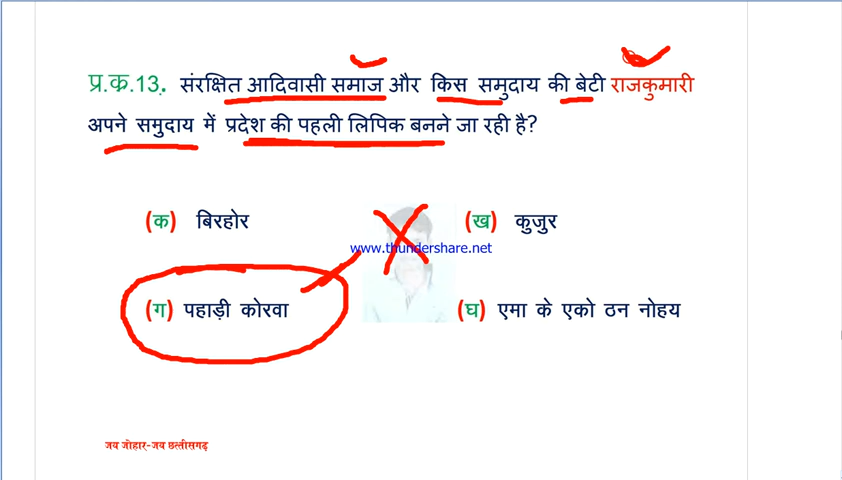 प्र.क्र.13. संरक्षित आदिवासी समाज और किस समुदाय की बेटी राजकुमारी
अपने समुदाय में प्रदेश की पहली लिपिक बनने जा रही है?
(क) बिरहोर (ख) कुजुर
www.thundershare.net
(ग) पहाड़ी कोरवा (घ) एमा के एको ठन नोहय
जय जोहार-जय छत्तीसगढ़